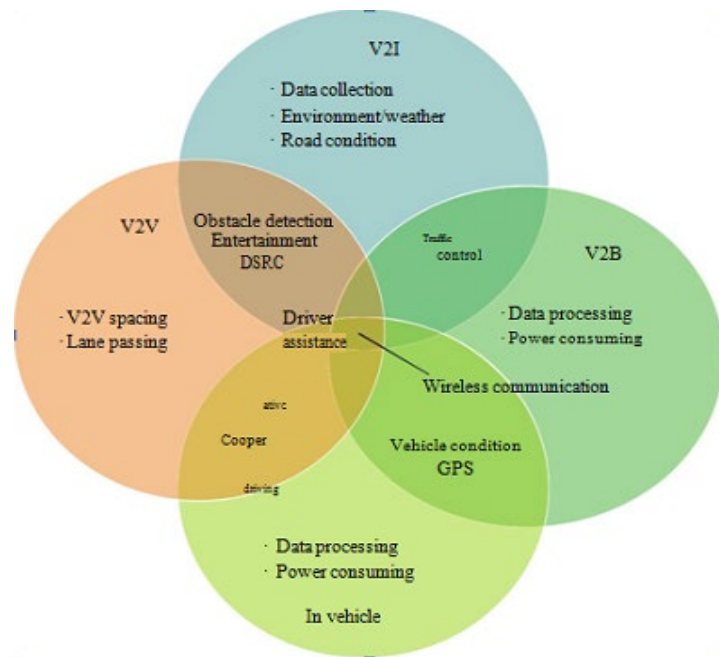 V2I
· Data collection
· Environment/weather
· Road condition
V2V
Obstacle detection
Entertainment
DSRC
Traffic
control
V2B
· V2V spacing
· Lane passing
Driver
assistance
· Data processing
· Power consuming
Wireless communication
ative
Cooper
driving
Vehicle condition
GPS
· Data processing
· Power consuming
In vehicle